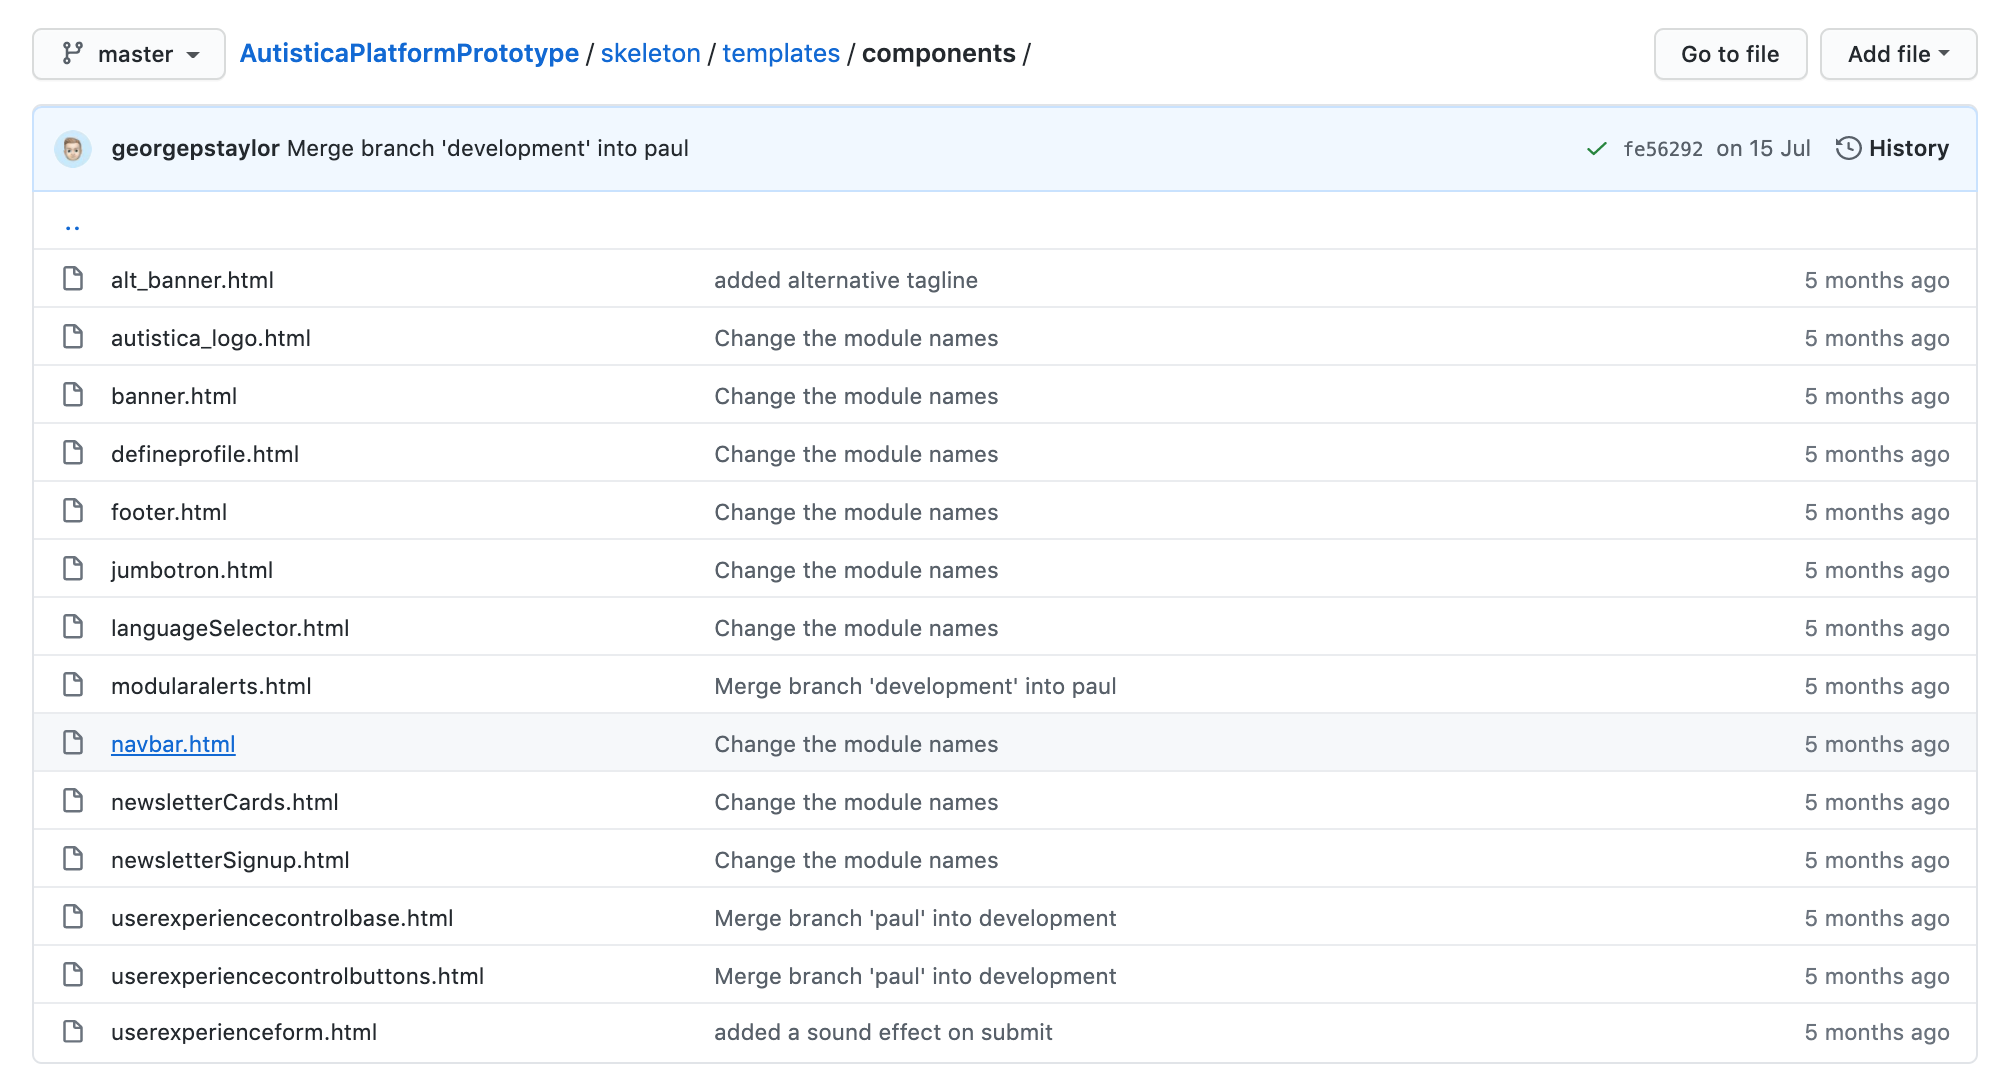 master AutisticaPlatformPrototype / skeleton / templates / components / Go to file Add file
georgepstaylor Merge branch 'development' into paul fe56292 on 15 Jul History
..
alt_banner.html added alternative tagline 5 months ago
autistica_logo.html Change the module names 5 months ago
banner.html Change the module names 5 months ago
defineprofile.html Change the module names 5 months ago
footer.html Change the module names 5 months ago
jumbotron.html Change the module names 5 months ago
languageSelector.html Change the module names 5 months ago
modularalerts.html Merge branch 'development' into paul 5 months ago
navbar.html Change the module names 5 months ago
newsletterCards.html Change the module names 5 months ago
newsletterSignup.html Change the module names 5 months ago
userexperiencecontrolbase.html Merge branch 'paul' into development 5 months ago
userexperiencecontrolbuttons.html Merge branch 'paul' into development 5 months ago
userexperienceform.html added a sound effect on submit 5 months ago